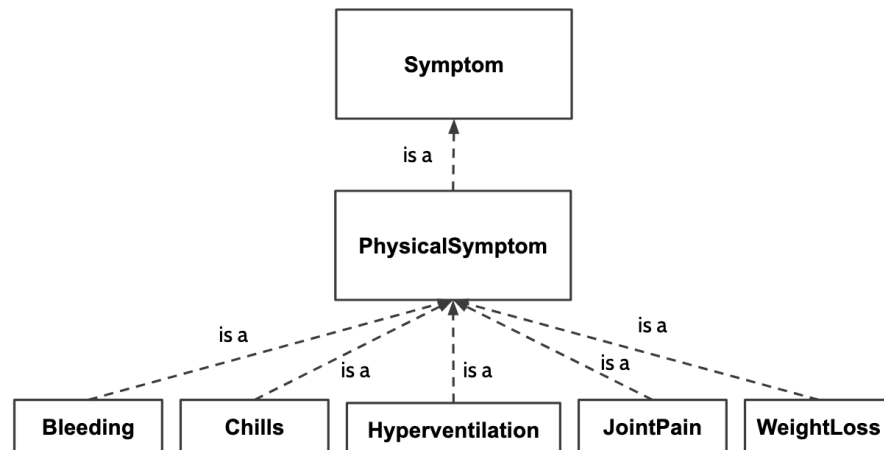 Symptom
is a
PhysicalSymptom
is a
is a
is a
is a
is a
Bleeding
Chills
Hyperventilation
JointPain
WeightLoss